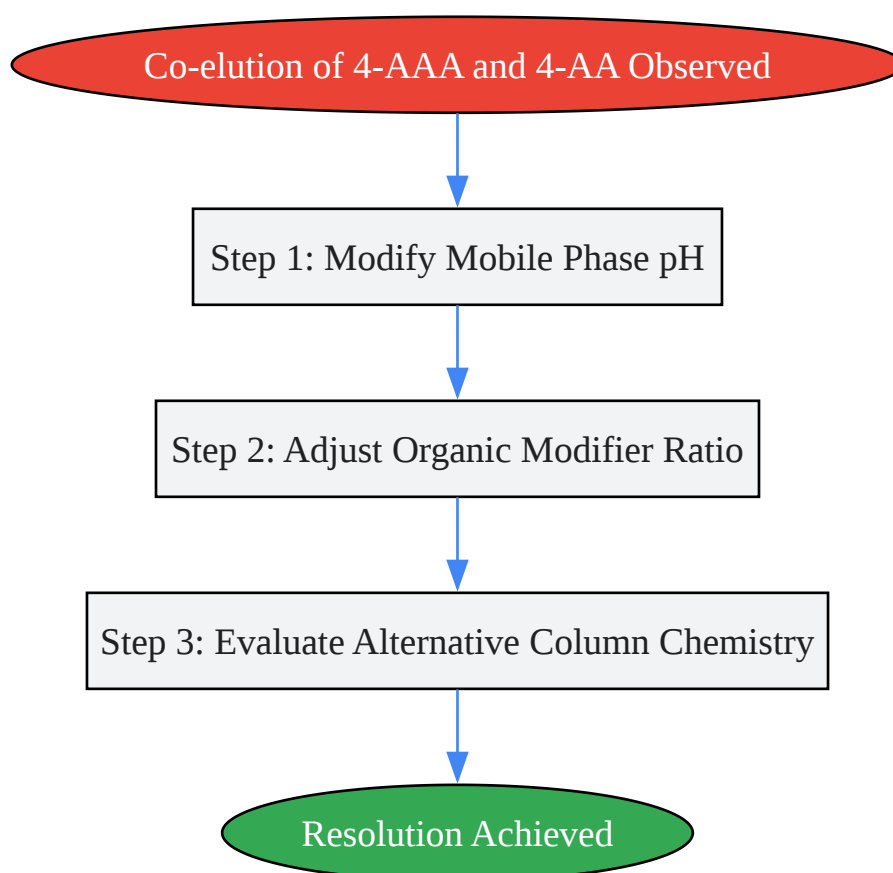 Co-elution of 4-AAA and 4-AA Observed
Step 1: Modify Mobile Phase pH
Step 2: Adjust Organic Modifier Ratio
Step 3: Evaluate Alternative Column Chemistry
Resolution Achieved